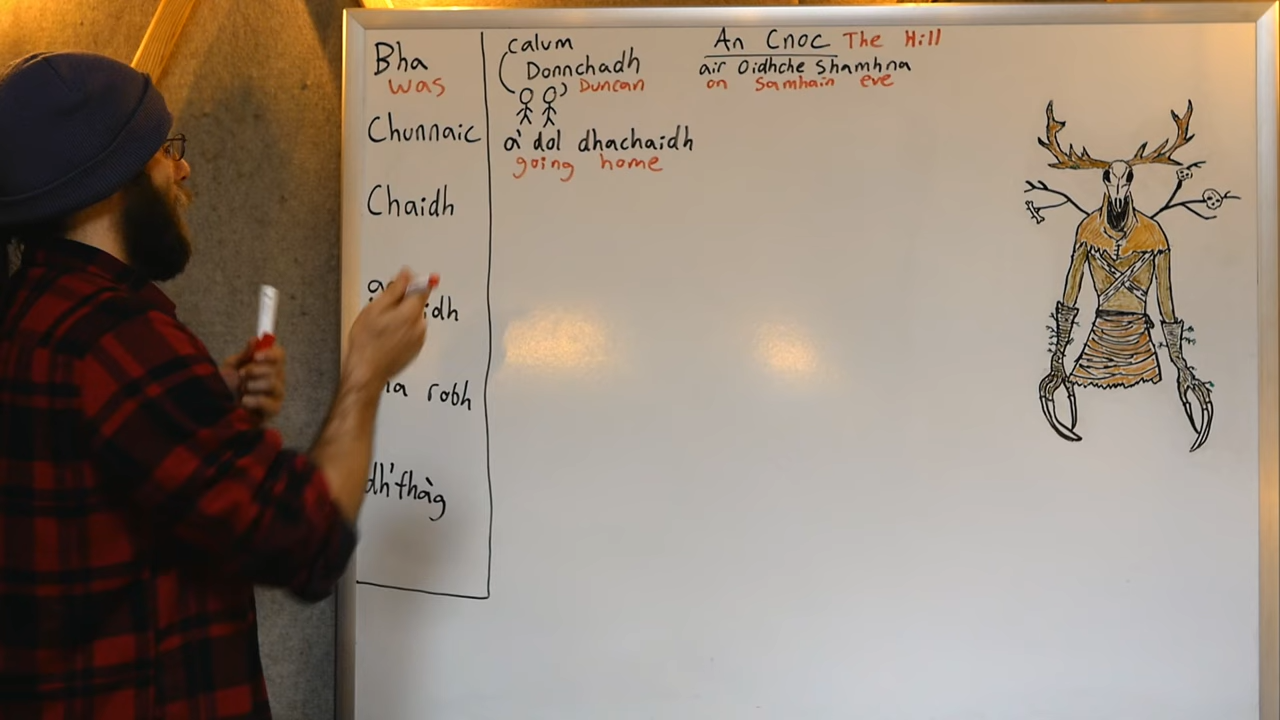 Bha
was
Chunnaic
Chaidh
robh
dh'fhàg
Calum
Donnchadh
Duncan
a' dol dhachaidh
going home
An Cnoc The Hill
air Oidhche Shamhna
on Samhain eve